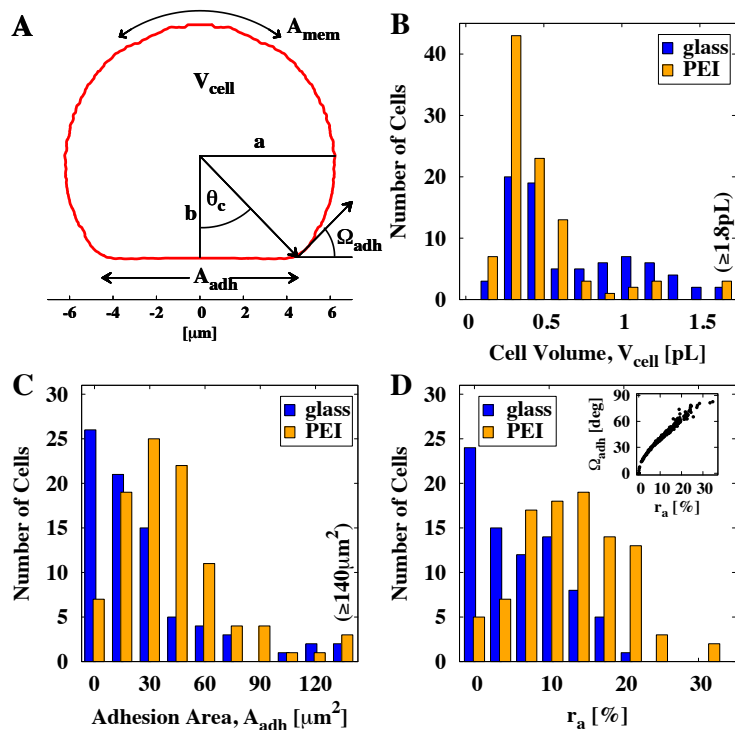 A
A_mem
V_cell
a
θ_c
b
Ω_adh
A_adh
-6 -4 -2 0 2 4 6
[μm]
B
glass
PEI
40
30
20
10
0
Number of Cells
(≥1.8pL)
0 0.5 1 1.5
Cell Volume, V_cell [pL]
C
glass
PEI
30
25
20
15
10
5
0
Number of Cells
(≥140μm²)
0 30 60 90 120
Adhesion Area, A_adh [μm²]
D
glass
PEI
30
25
20
15
10
5
0
Number of Cells
0 10 20 30
r_a [%]
90
60
30
0
Ω_adh [deg]
0 10 20 30
r_a [%]